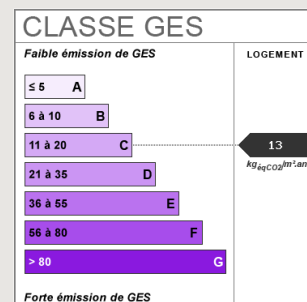 CLASSE GES
Faible émission de GES
LOGEMENT
≤ 5 A
6 à 10 B
11 à 20 C
13
kgéqCO2/m².an
21 à 35 D
36 à 55 E
56 à 80 F
> 80 G
Forte émission de GES